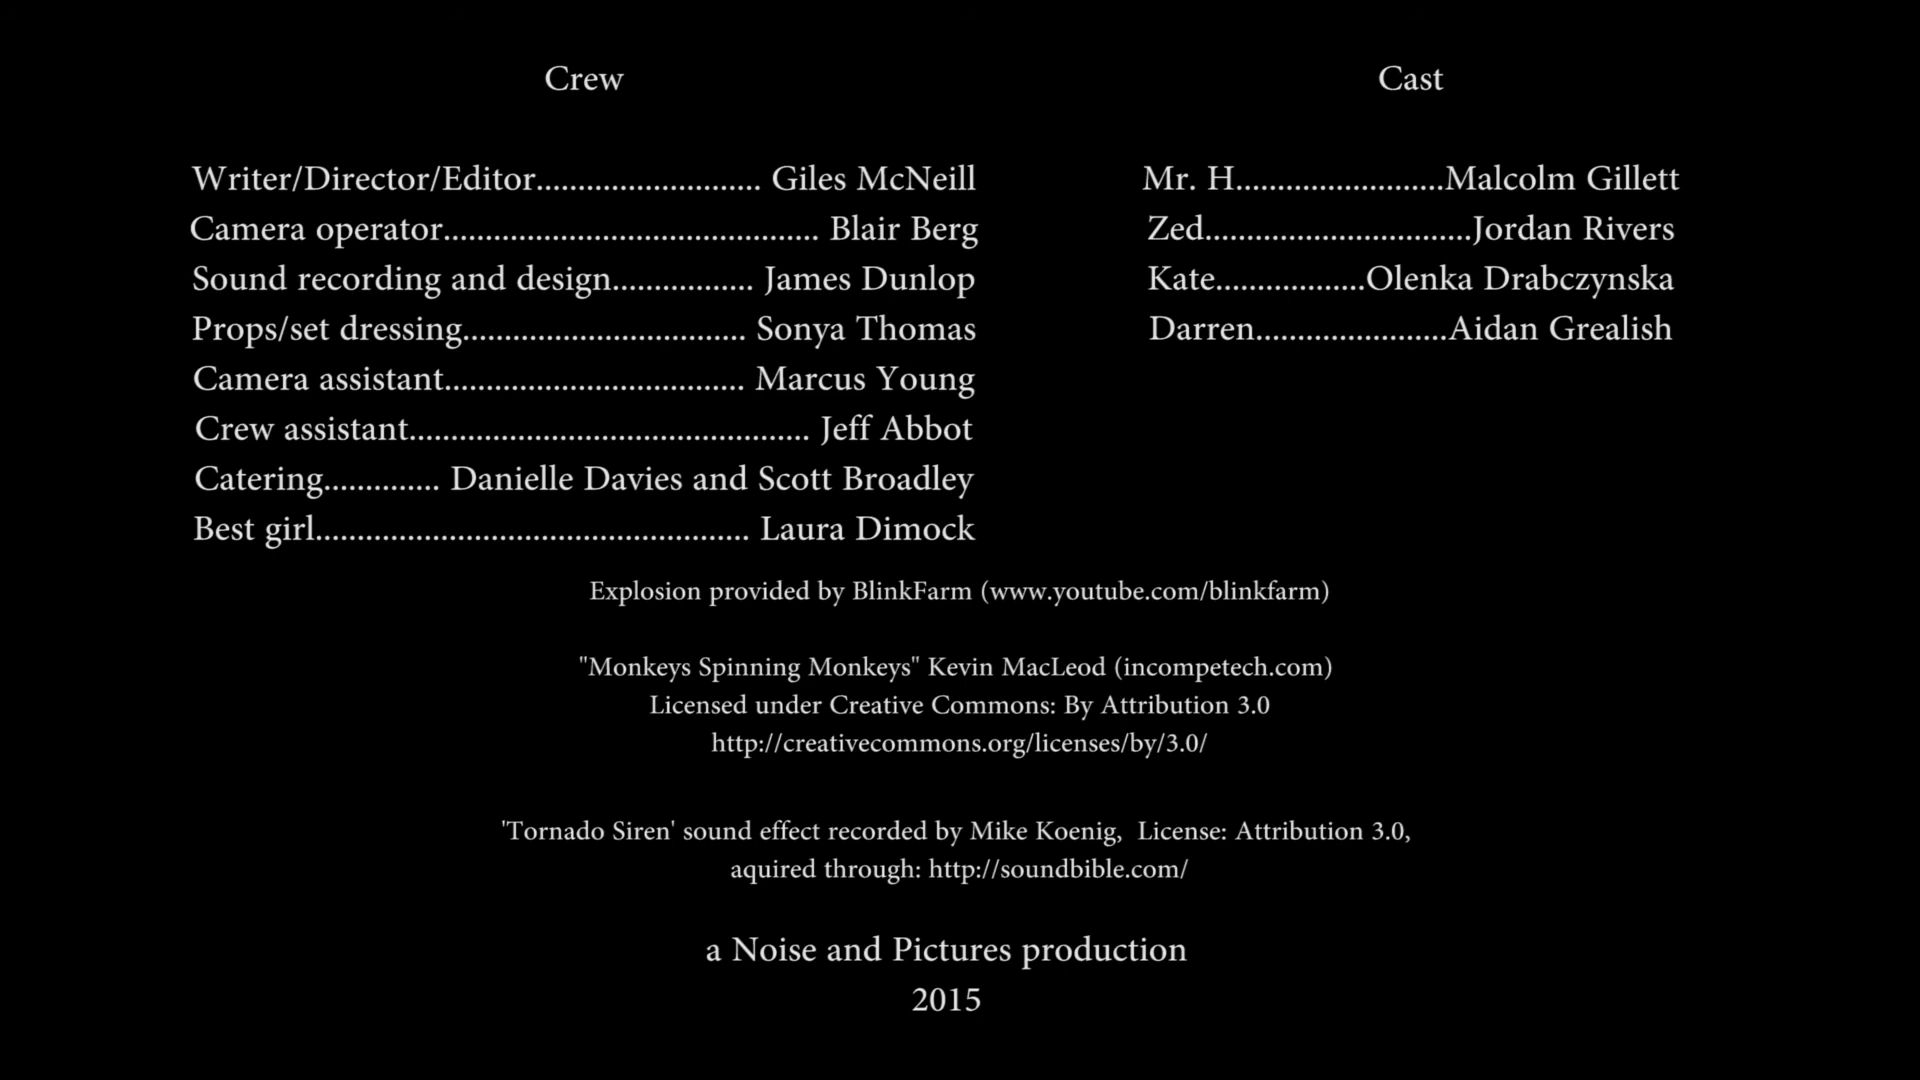 Crew
Writer/Director/Editor........................... Giles McNeill
Camera operator............................................. Blair Berg
Sound recording and design................. James Dunlop
Props/set dressing.................................. Sonya Thomas
Camera assistant.................................... Marcus Young
Crew assistant................................................ Jeff Abbot
Catering.............. Danielle Davies and Scott Broadley
Best girl.................................................... Laura Dimock
Cast
Mr. H.........................Malcolm Gillett
Zed................................Jordan Rivers
Kate..................Olenka Drabczynska
Darren.......................Aidan Grealish
Explosion provided by BlinkFarm (www.youtube.com/blinkfarm)
"Monkeys Spinning Monkeys" Kevin MacLeod (incompetech.com)
Licensed under Creative Commons: By Attribution 3.0
http://creativecommons.org/licenses/by/3.0/
'Tornado Siren' sound effect recorded by Mike Koenig,  License: Attribution 3.0,
aquired through: http://soundbible.com/
a Noise and Pictures production
2015